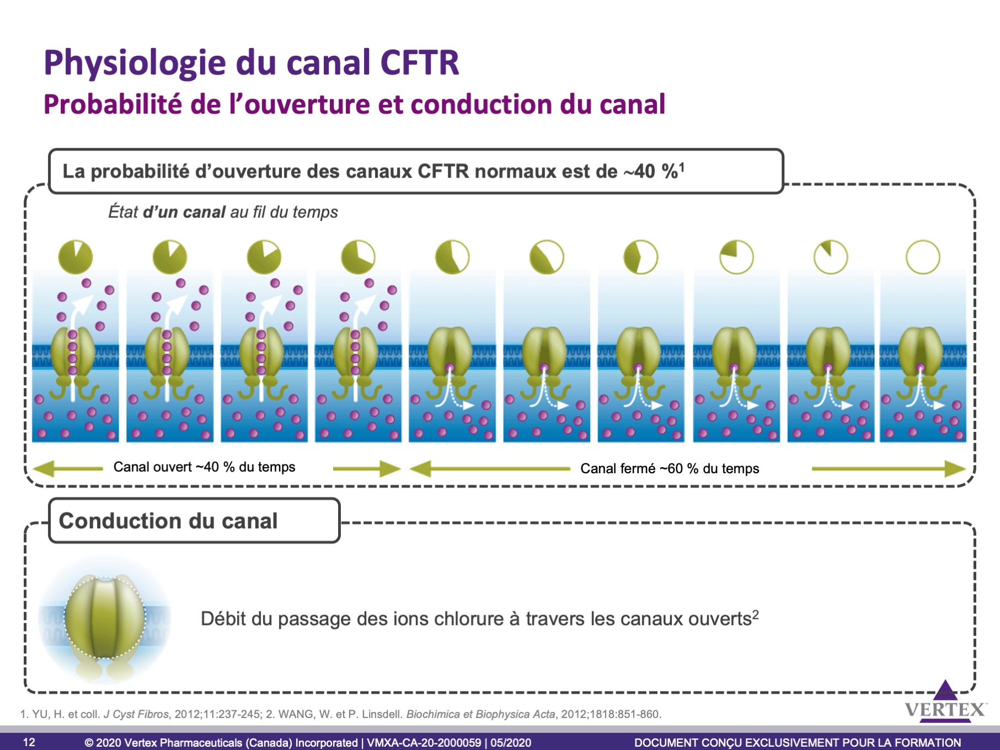 Physiologie du canal CFTR
Probabilité de l’ouverture et conduction du canal
La probabilité d’ouverture des canaux CFTR normaux est de ~40 %¹
État d’un canal au fil du temps
Canal ouvert ~40 % du temps
Canal fermé ~60 % du temps
Conduction du canal
Débit du passage des ions chlorure à travers les canaux ouverts²
1. YU, H. et coll. J Cyst Fibros, 2012;11:237-245; 2. WANG, W. et P. Linsdell. Biochimica et Biophysica Acta, 2012;1818:851-860.
VERTEX™
12 © 2020 Vertex Pharmaceuticals (Canada) Incorporated | VMXA-CA-20-2000059 | 05/2020 DOCUMENT CONÇU EXCLUSIVEMENT POUR LA FORMATION